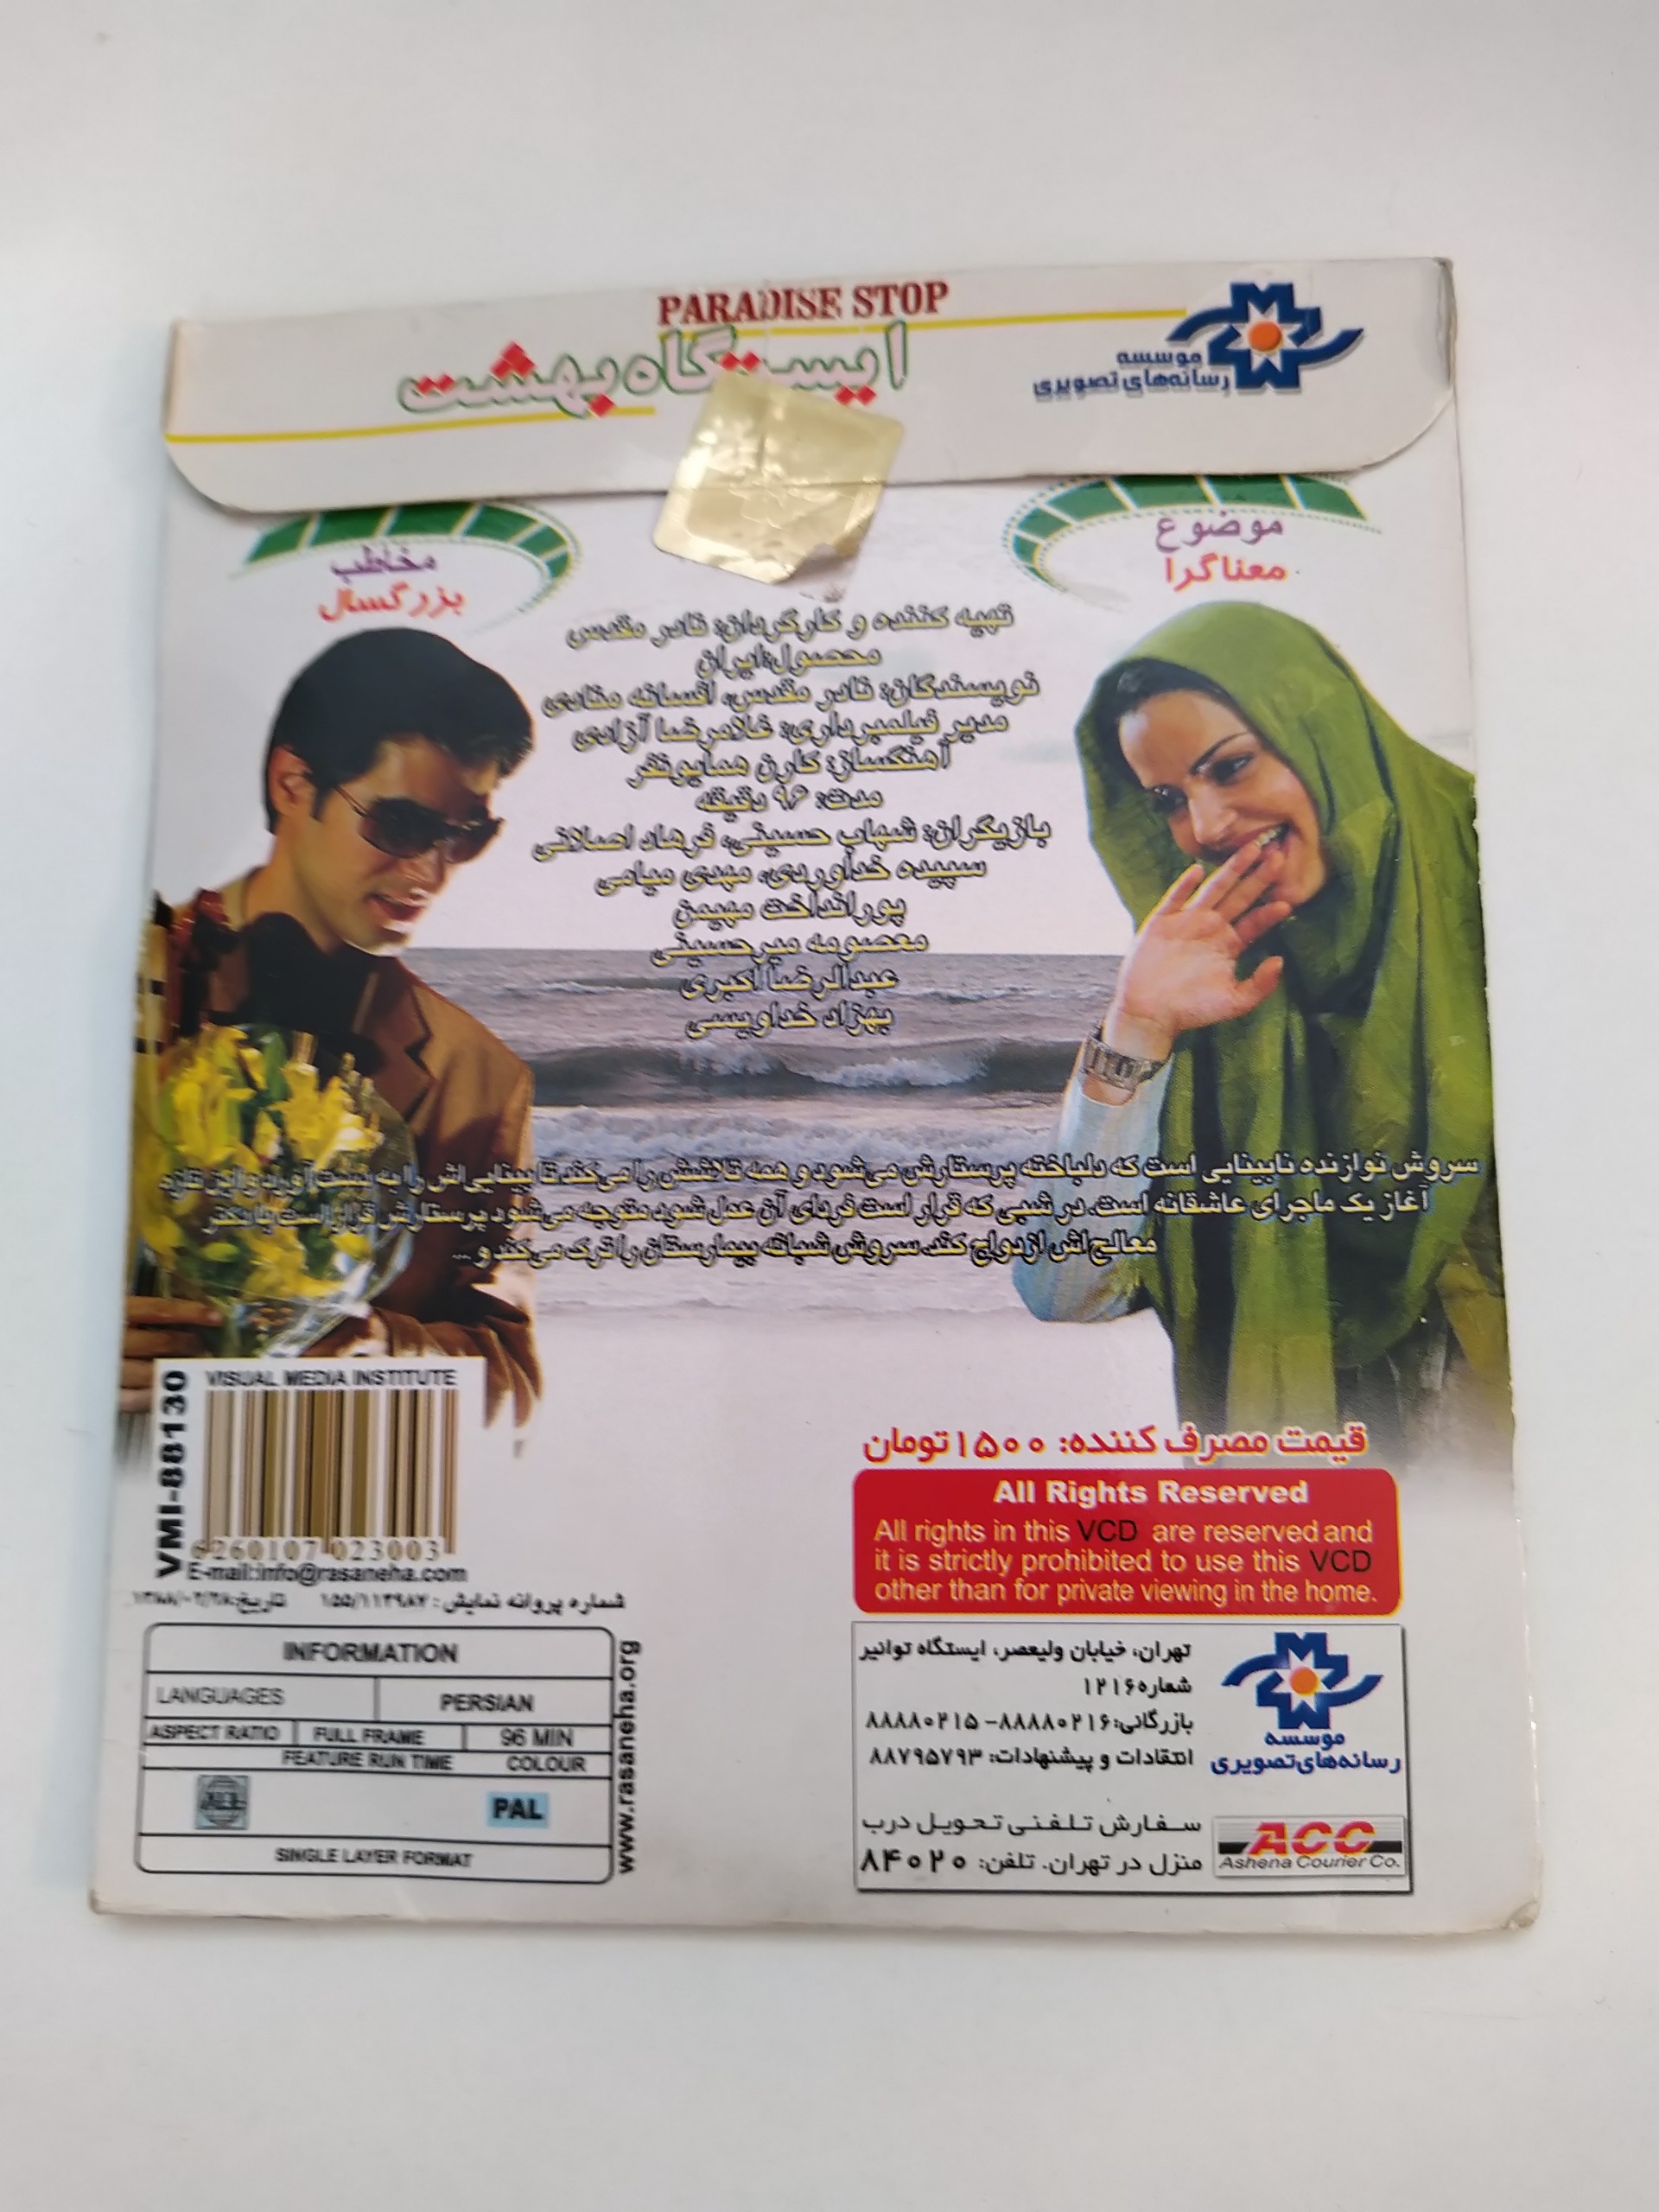 PARADISE STOP
ایستگاه بهشت
موسسه
رسانه‌های تصویری
موضوع
معناگرا
مخاطب
بزرگسال
تهیه کننده و کارگردان: نادر مقدس
محصول: ایران
نویسندگان: نادر مقدس، افسانه منادی
مدیر فیلمبرداری: غلامرضا آزادی
آهنگساز: کارن همایونفر
مدت: ۹۶ دقیقه
بازیگران: شهاب حسینی، فرهاد اصلانی
سپیده خداوردی، مهدی میامی
پوراندخت مهیمن
معصومه میرحسینی
عبدالرضا اکبری
بهزاد خداویسی
سروش نوازنده نابینایی است که دلباخته پرستارش می‌شود و همه تلاشش را می‌کند تا بینایی‌اش را به دست آورد و این تازه
آغاز یک ماجرای عاشقانه است. در شبی که قرار است فردای آن عمل شود متوجه می‌شود پرستارش قرار است با دکتر
معالج‌اش ازدواج کند. سروش شبانه بیمارستان را ترک می‌کند و ...
VISUAL MEDIA INSTITUTE
VMI-88130
6260107 023003
E-mail:info@rasaneha.com
شماره پروانه نمایش: ۱۵۵/۱۱۳۹۸۷ تاریخ:
INFORMATION
LANGUAGES PERSIAN
ASPECT RATIO FULL FRAME 96 MIN
FEATURE RUN TIME COLOUR
ALL PAL
SINGLE LAYER FORMAT
www.rasaneha.org
قیمت مصرف کننده: ۱۵۰۰ تومان
All Rights Reserved
All rights in this VCD are reserved and
it is strictly prohibited to use this VCD
other than for private viewing in the home.
تهران، خیابان ولیعصر، ایستگاه توانیر
شماره ۱۲۱۶
بازرگانی: ۸۸۸۸۰۲۱۶ - ۸۸۸۸۰۲۱۵
انتقادات و پیشنهادات: ۸۸۷۹۵۷۹۳
موسسه
رسانه‌های تصویری
سفارش تلفنی تحویل درب
منزل در تهران. تلفن: ۸۴۰۲۰
ACC
Ashena Courier Co.